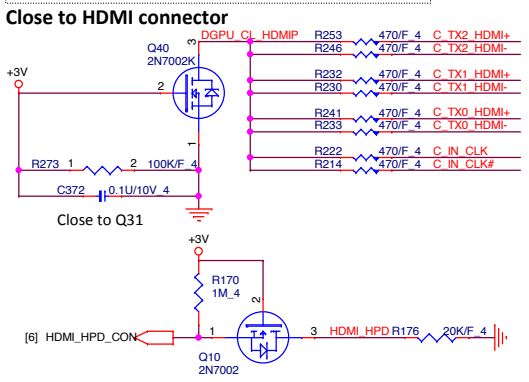 Close to HDMI connector
DGPU_CL_HDMIP
R253 470/F_4 C_TX2_HDMI+
R246 470/F_4 C_TX2_HDMI-
Q40
2N7002K
3
+3V
2
R232 470/F_4 C_TX1_HDMI+
R230 470/F_4 C_TX1_HDMI-
R241 470/F_4 C_TX0_HDMI+
R233 470/F_4 C_TX0_HDMI-
1
R222 470/F_4 C_IN_CLK
R214 470/F_4 C_IN_CLK#
R273 1 2 100K/F_4
C372 0.1U/10V_4
Close to Q31
+3V
R170
1M_4
2
[6] HDMI_HPD_CON 1 3 HDMI_HPD R176 20K/F_4
Q10
2N7002